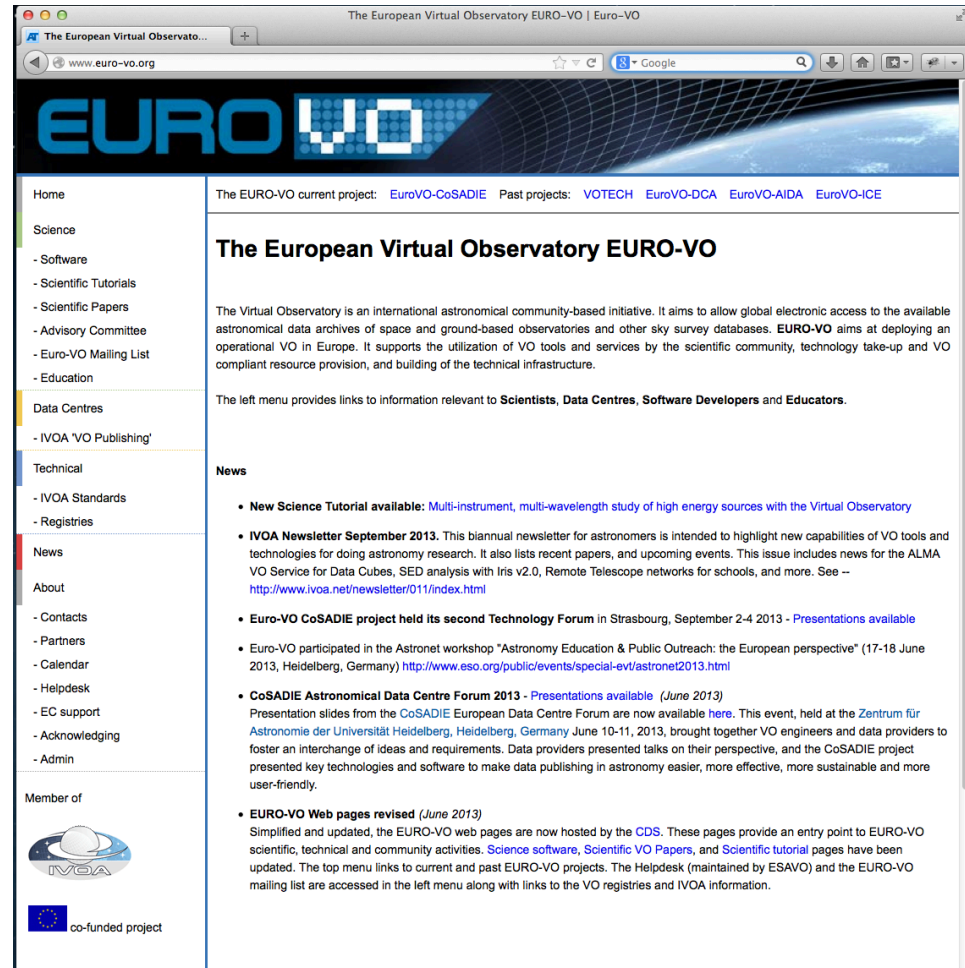 The European Virtual Observatory EURO-VO | Euro-VO
The European Virtual Observato...
www.euro-vo.org
Google
EURO VO
Home
Science
- Software
- Scientific Tutorials
- Scientific Papers
- Advisory Committee
- Euro-VO Mailing List
- Education
Data Centres
- IVOA 'VO Publishing'
Technical
- IVOA Standards
- Registries
News
About
- Contacts
- Partners
- Calendar
- Helpdesk
- EC support
- Acknowledging
- Admin
Member of
IVOA
co-funded project
The EURO-VO current project: EuroVO-CoSADIE Past projects: VOTECH EuroVO-DCA EuroVO-AIDA EuroVO-ICE
The European Virtual Observatory EURO-VO
The Virtual Observatory is an international astronomical community-based initiative. It aims to allow global electronic access to the available
astronomical data archives of space and ground-based observatories and other sky survey databases. EURO-VO aims at deploying an
operational VO in Europe. It supports the utilization of VO tools and services by the scientific community, technology take-up and VO
compliant resource provision, and building of the technical infrastructure.
The left menu provides links to information relevant to Scientists, Data Centres, Software Developers and Educators.
News
• New Science Tutorial available: Multi-instrument, multi-wavelength study of high energy sources with the Virtual Observatory
• IVOA Newsletter September 2013. This biannual newsletter for astronomers is intended to highlight new capabilities of VO tools and
technologies for doing astronomy research. It also lists recent papers, and upcoming events. This issue includes news for the ALMA
VO Service for Data Cubes, SED analysis with Iris v2.0, Remote Telescope networks for schools, and more. See --
http://www.ivoa.net/newsletter/011/index.html
• Euro-VO CoSADIE project held its second Technology Forum in Strasbourg, September 2-4 2013 - Presentations available
• Euro-VO participated in the Astronet workshop "Astronomy Education & Public Outreach: the European perspective" (17-18 June
2013, Heidelberg, Germany) http://www.eso.org/public/events/special-evt/astronet2013.html
• CoSADIE Astronomical Data Centre Forum 2013 - Presentations available (June 2013)
Presentation slides from the CoSADIE European Data Centre Forum are now available here. This event, held at the Zentrum für
Astronomie der Universität Heidelberg, Heidelberg, Germany June 10-11, 2013, brought together VO engineers and data providers to
foster an interchange of ideas and requirements. Data providers presented talks on their perspective, and the CoSADIE project
presented key technologies and software to make data publishing in astronomy easier, more effective, more sustainable and more
user-friendly.
• EURO-VO Web pages revised (June 2013)
Simplified and updated, the EURO-VO web pages are now hosted by the CDS. These pages provide an entry point to EURO-VO
scientific, technical and community activities. Science software, Scientific VO Papers, and Scientific tutorial pages have been
updated. The top menu links to current and past EURO-VO projects. The Helpdesk (maintained by ESAVO) and the EURO-VO
mailing list are accessed in the left menu along with links to the VO registries and IVOA information.